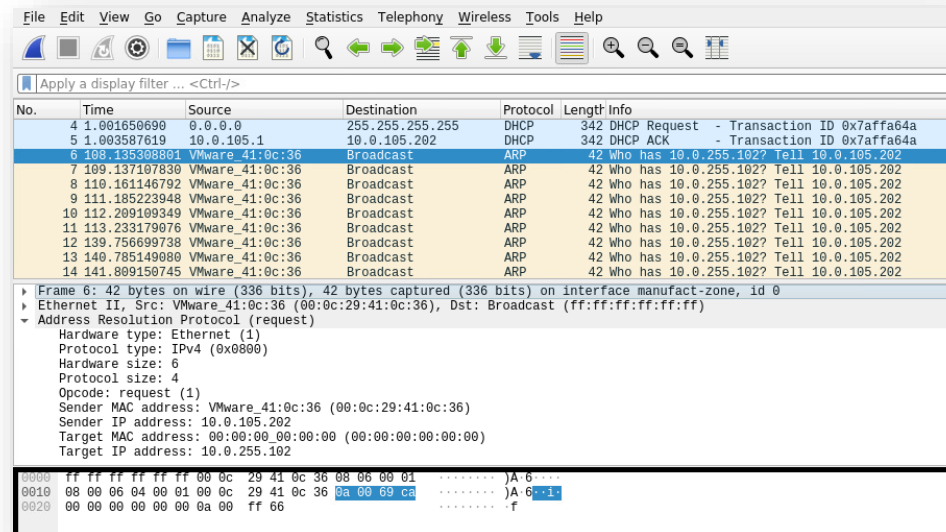 File Edit View Go Capture Analyze Statistics Telephony Wireless Tools Help
Apply a display filter ... <Ctrl-/>
No. Time Source Destination Protocol Length Info
4 1.001650690 0.0.0.0 255.255.255.255 DHCP 342 DHCP Request - Transaction ID 0x7affa64a
5 1.003587619 10.0.105.1 10.0.105.202 DHCP 342 DHCP ACK - Transaction ID 0x7affa64a
6 108.135308801 VMware_41:0c:36 Broadcast ARP 42 Who has 10.0.255.102? Tell 10.0.105.202
7 109.137107830 VMware_41:0c:36 Broadcast ARP 42 Who has 10.0.255.102? Tell 10.0.105.202
8 110.161146792 VMware_41:0c:36 Broadcast ARP 42 Who has 10.0.255.102? Tell 10.0.105.202
9 111.185223948 VMware_41:0c:36 Broadcast ARP 42 Who has 10.0.255.102? Tell 10.0.105.202
10 112.209109349 VMware_41:0c:36 Broadcast ARP 42 Who has 10.0.255.102? Tell 10.0.105.202
11 113.233179076 VMware_41:0c:36 Broadcast ARP 42 Who has 10.0.255.102? Tell 10.0.105.202
12 139.756699738 VMware_41:0c:36 Broadcast ARP 42 Who has 10.0.255.102? Tell 10.0.105.202
13 140.785149080 VMware_41:0c:36 Broadcast ARP 42 Who has 10.0.255.102? Tell 10.0.105.202
14 141.809150745 VMware_41:0c:36 Broadcast ARP 42 Who has 10.0.255.102? Tell 10.0.105.202
Frame 6: 42 bytes on wire (336 bits), 42 bytes captured (336 bits) on interface manufact-zone, id 0
Ethernet II, Src: VMware_41:0c:36 (00:0c:29:41:0c:36), Dst: Broadcast (ff:ff:ff:ff:ff:ff)
Address Resolution Protocol (request)
Hardware type: Ethernet (1)
Protocol type: IPv4 (0x0800)
Hardware size: 6
Protocol size: 4
Opcode: request (1)
Sender MAC address: VMware_41:0c:36 (00:0c:29:41:0c:36)
Sender IP address: 10.0.105.202
Target MAC address: 00:00:00_00:00:00 (00:00:00:00:00:00)
Target IP address: 10.0.255.102
0000 ff ff ff ff ff ff 00 0c 29 41 0c 36 08 06 00 01 ········ )A·6····
0010 08 00 06 04 00 01 00 0c 29 41 0c 36 0a 00 69 ca ········ )A·6··i·
0020 00 00 00 00 00 00 0a 00 ff 66 ········ ·f